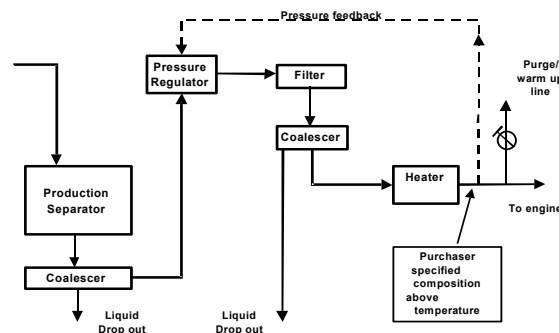 Pressure feedback
Pressure
Regulator
Filter
Purge/
warm up
line
Coalescer
Production
Separator
Heater
To engine
Coalescer
Purchaser
specified
composition
above
temperature
Liquid
Drop out
Liquid
Drop out